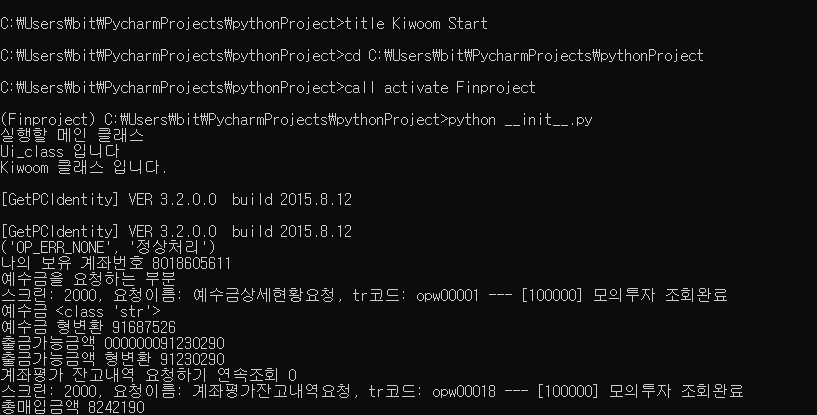 C:₩Users₩bit₩PycharmProjects₩pythonProject>title Kiwoom Start
C:₩Users₩bit₩PycharmProjects₩pythonProject>cd C:₩Users₩bit₩PycharmProjects₩pythonProject
C:₩Users₩bit₩PycharmProjects₩pythonProject>call activate Finproject
(Finproject) C:₩Users₩bit₩PycharmProjects₩pythonProject>python __init__.py
실행할 메인 클래스
Ui_class 입니다
Kiwoom 클래스 입니다.
[GetPCIdentity] VER 3.2.0.0  build 2015.8.12
[GetPCIdentity] VER 3.2.0.0  build 2015.8.12
('OP_ERR_NONE', '정상처리')
나의 보유 계좌번호 8018605611
예수금을 요청하는 부분
스크린: 2000, 요청이름: 예수금상세현황요청, tr코드: opw00001 --- [100000] 모의투자 조회완료
예수금 <class 'str'>
예수금 형변환 91687526
출금가능금액 000000091230290
출금가능금액 형변환 91230290
계좌평가 잔고내역 요청하기 연속조회 0
스크린: 2000, 요청이름: 계좌평가잔고내역요청, tr코드: opw00018 --- [100000] 모의투자 조회완료
총매입금액 8242190